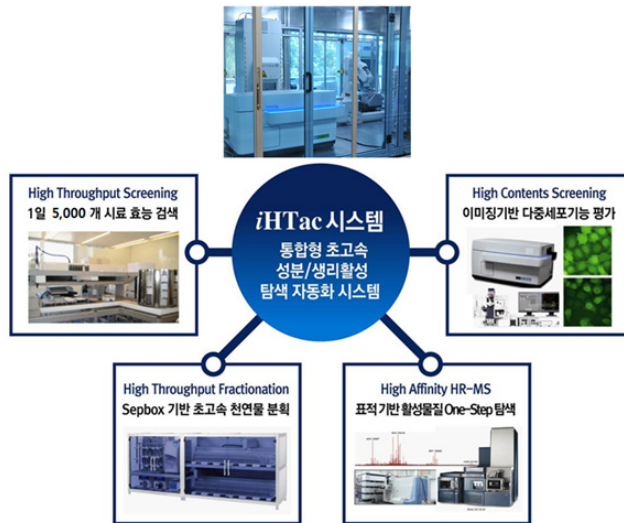 High Throughput Screening
1일 5,000 개 시료 효능 검색
iHTac 시스템
통합형 초고속
성분/생리활성
탐색 자동화 시스템
High Contents Screening
이미징기반 다중세포기능 평가
High Throughput Fractionation
Sepbox 기반 초고속 천연물 분획
High Affinity HR-MS
표적 기반 활성물질 One-Step 탐색